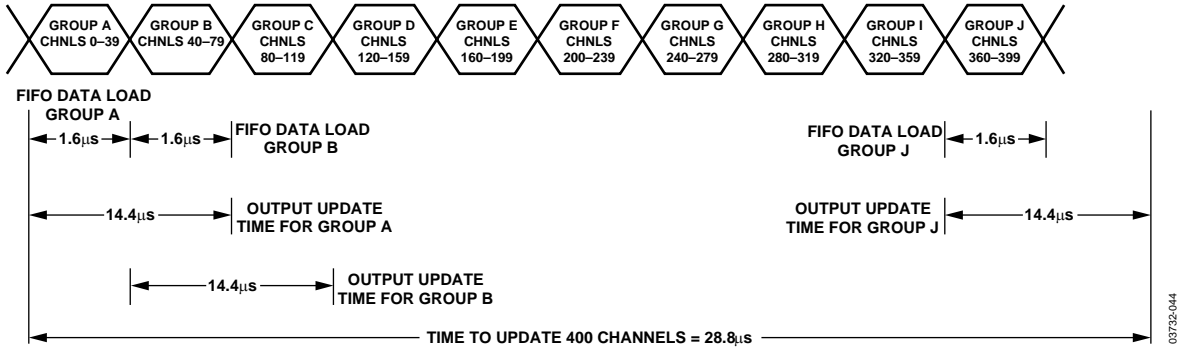 GROUP A
CHNLS 0–39
GROUP B
CHNLS 40–79
GROUP C
CHNLS
80–119
GROUP D
CHNLS
120–159
GROUP E
CHNLS
160–199
GROUP F
CHNLS
200–239
GROUP G
CHNLS
240–279
GROUP H
CHNLS
280–319
GROUP I
CHNLS
320–359
GROUP J
CHNLS
360–399
FIFO DATA LOAD
GROUP A
1.6μs
1.6μs
FIFO DATA LOAD
GROUP B
FIFO DATA LOAD
GROUP J
1.6μs
14.4μs
OUTPUT UPDATE
TIME FOR GROUP A
OUTPUT UPDATE
TIME FOR GROUP J
14.4μs
14.4μs
OUTPUT UPDATE
TIME FOR GROUP B
TIME TO UPDATE 400 CHANNELS = 28.8μs
03732-044